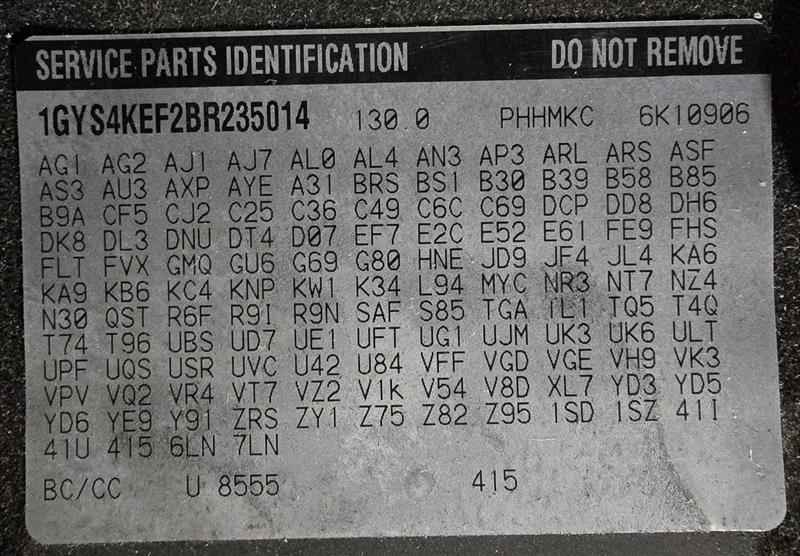 SERVICE PARTS IDENTIFICATION DO NOT REMOVE
1GYS4KEF2BR235014 130.0 PHHMKC 6K10906
AG1 AG2 AJ1 AJ7 AL0 AL4 AN3 AP3 ARL ARS ASF
AS3 AU3 AXP AYE A31 BRS BS1 B30 B39 B58 B85
B9A CF5 CJ2 C25 C36 C49 C6C C69 DCP DD8 DH6
DK8 DL3 DNU DT4 D07 EF7 E2C E52 E61 FE9 FHS
FLT FVX GMQ GU6 G69 G80 HNE JD9 JF4 JL4 KA6
KA9 KB6 KC4 KNP KW1 K34 L94 MYC NR3 NT7 NZ4
N30 QST R6F R9I R9N SAF S85 TGA TL1 TQ5 T4Q
T74 T96 UBS UD7 UE1 UFT UG1 UJM UK3 UK6 ULT
UPF UQS USR UVC U42 U84 VFF VGD VGE VH9 VK3
VPV VQ2 VR4 VT7 VZ2 V1k V54 V8D XL7 YD3 YD5
YD6 YE9 Y91 ZRS ZY1 Z75 Z82 Z95 1SD 1SZ 41I
41U 415 6LN 7LN
BC/CC U 8555 415